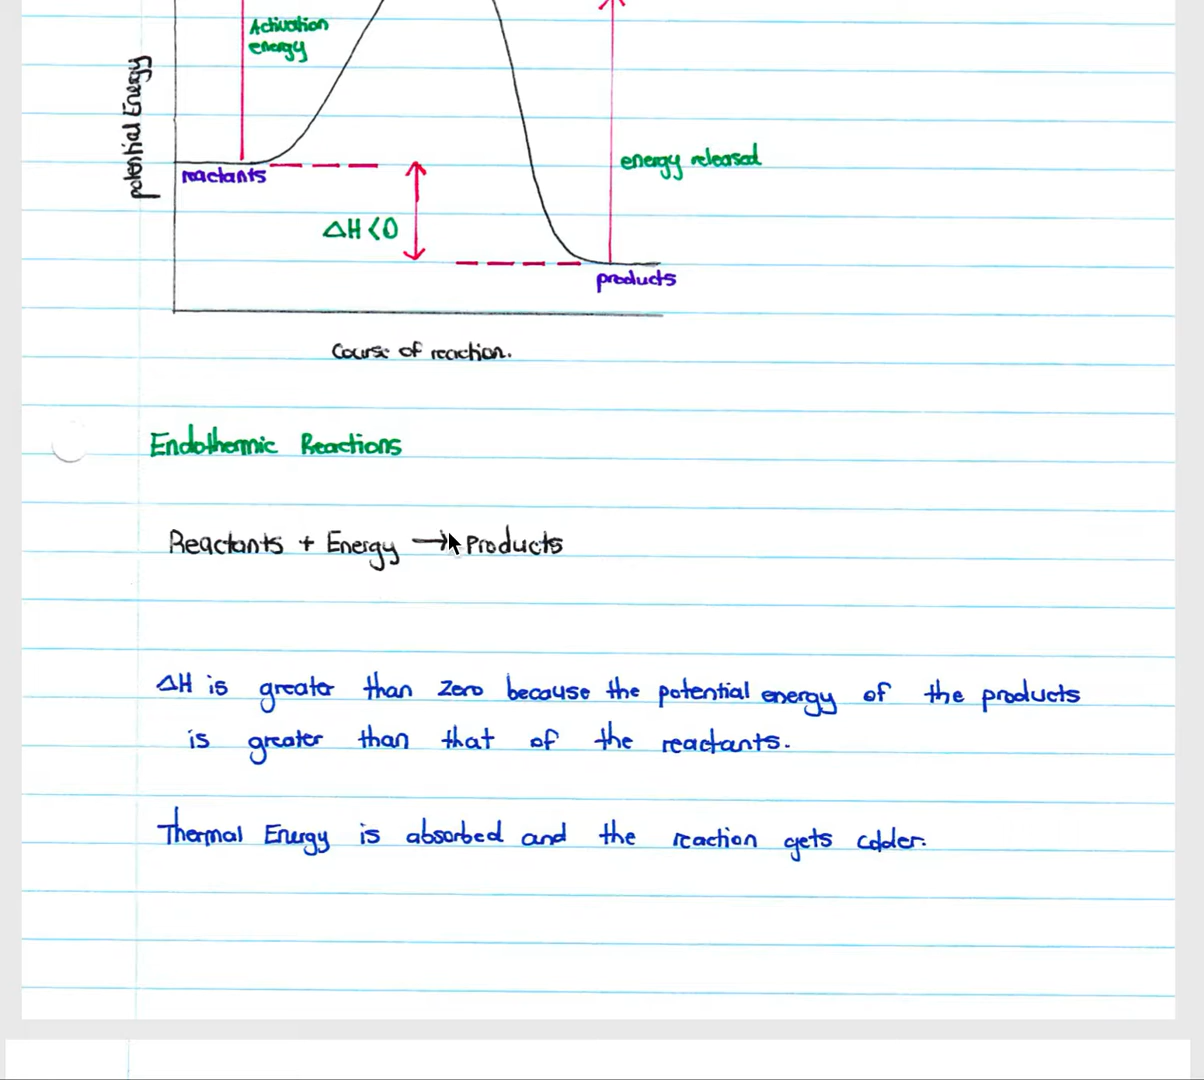 Activation
energy
potential Energy
energy released
reactants
ΔH<0
products
Course of reaction.
Endothermic Reactions
Reactants + Energy → Products
ΔH is greater than zero because the potential energy of the products
is greater than that of the reactants.
Thermal Energy is absorbed and the reaction gets colder.